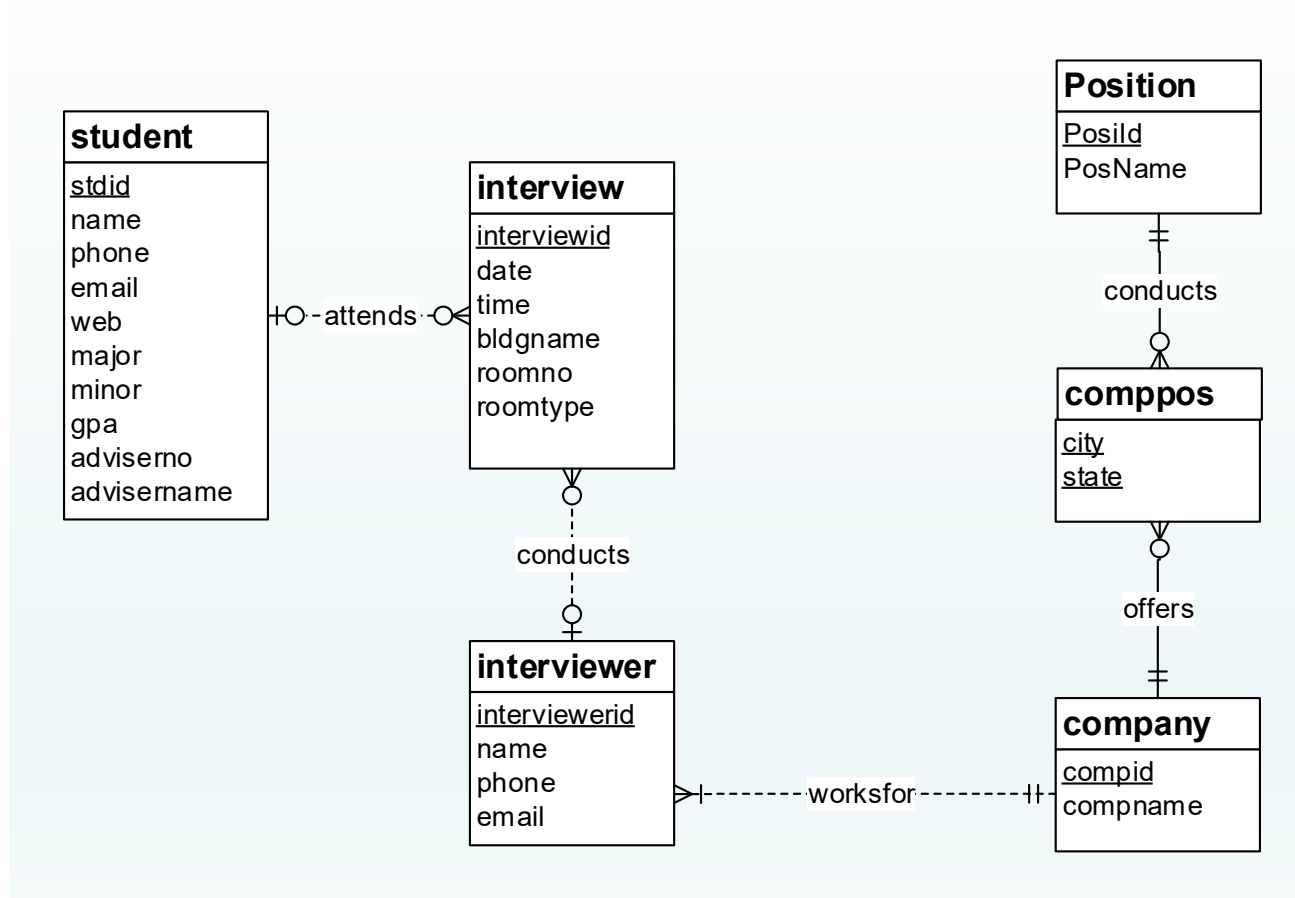 student
stdid
name
phone
email
web
major
minor
gpa
adviserno
advisername
attends
interview
interviewid
date
time
bldgname
roomno
roomtype
conducts
interviewer
interviewerid
name
phone
email
worksfor
Position
PosiId
PosName
conducts
comppos
city
state
offers
company
compid
compname